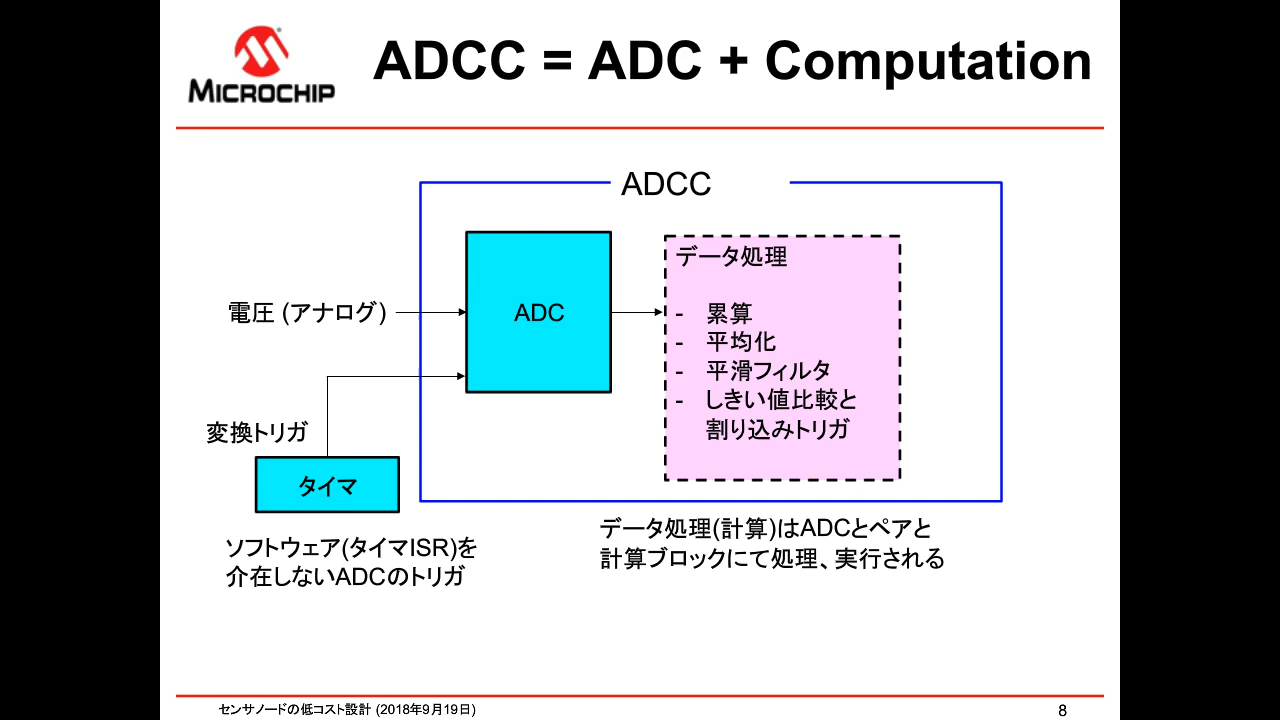 MICROCHIP
ADCC = ADC + Computation
ADCC
電圧 (アナログ)
ADC
データ処理
- 累算
- 平均化
- 平滑フィルタ
- しきい値比較と
割り込みトリガ
変換トリガ
タイマ
ソフトウェア(タイマISR)を
介在しないADCのトリガ
データ処理(計算)はADCとペアと
計算ブロックにて処理、実行される
センサノードの低コスト設計 (2018年9月19日)
8